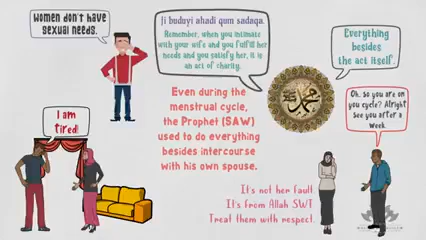 Women don't have
sexual needs.
Ji budayi ahadi qum sadaqa.
Remember, when you intimate
with your wife and you fulfill her
needs and you satisfy her, it is
an act of charity.
Everything
besides
the act itself.
I am
tired!
Even during the
menstrual cycle,
the Prophet (SAW)
used to do everything
besides intercourse
with his own spouse.
محمد
Oh, so you are on
you cycle? Alright
see you after a
week.
It's not her fault
It's from Allah SWT
Treat them with respect.